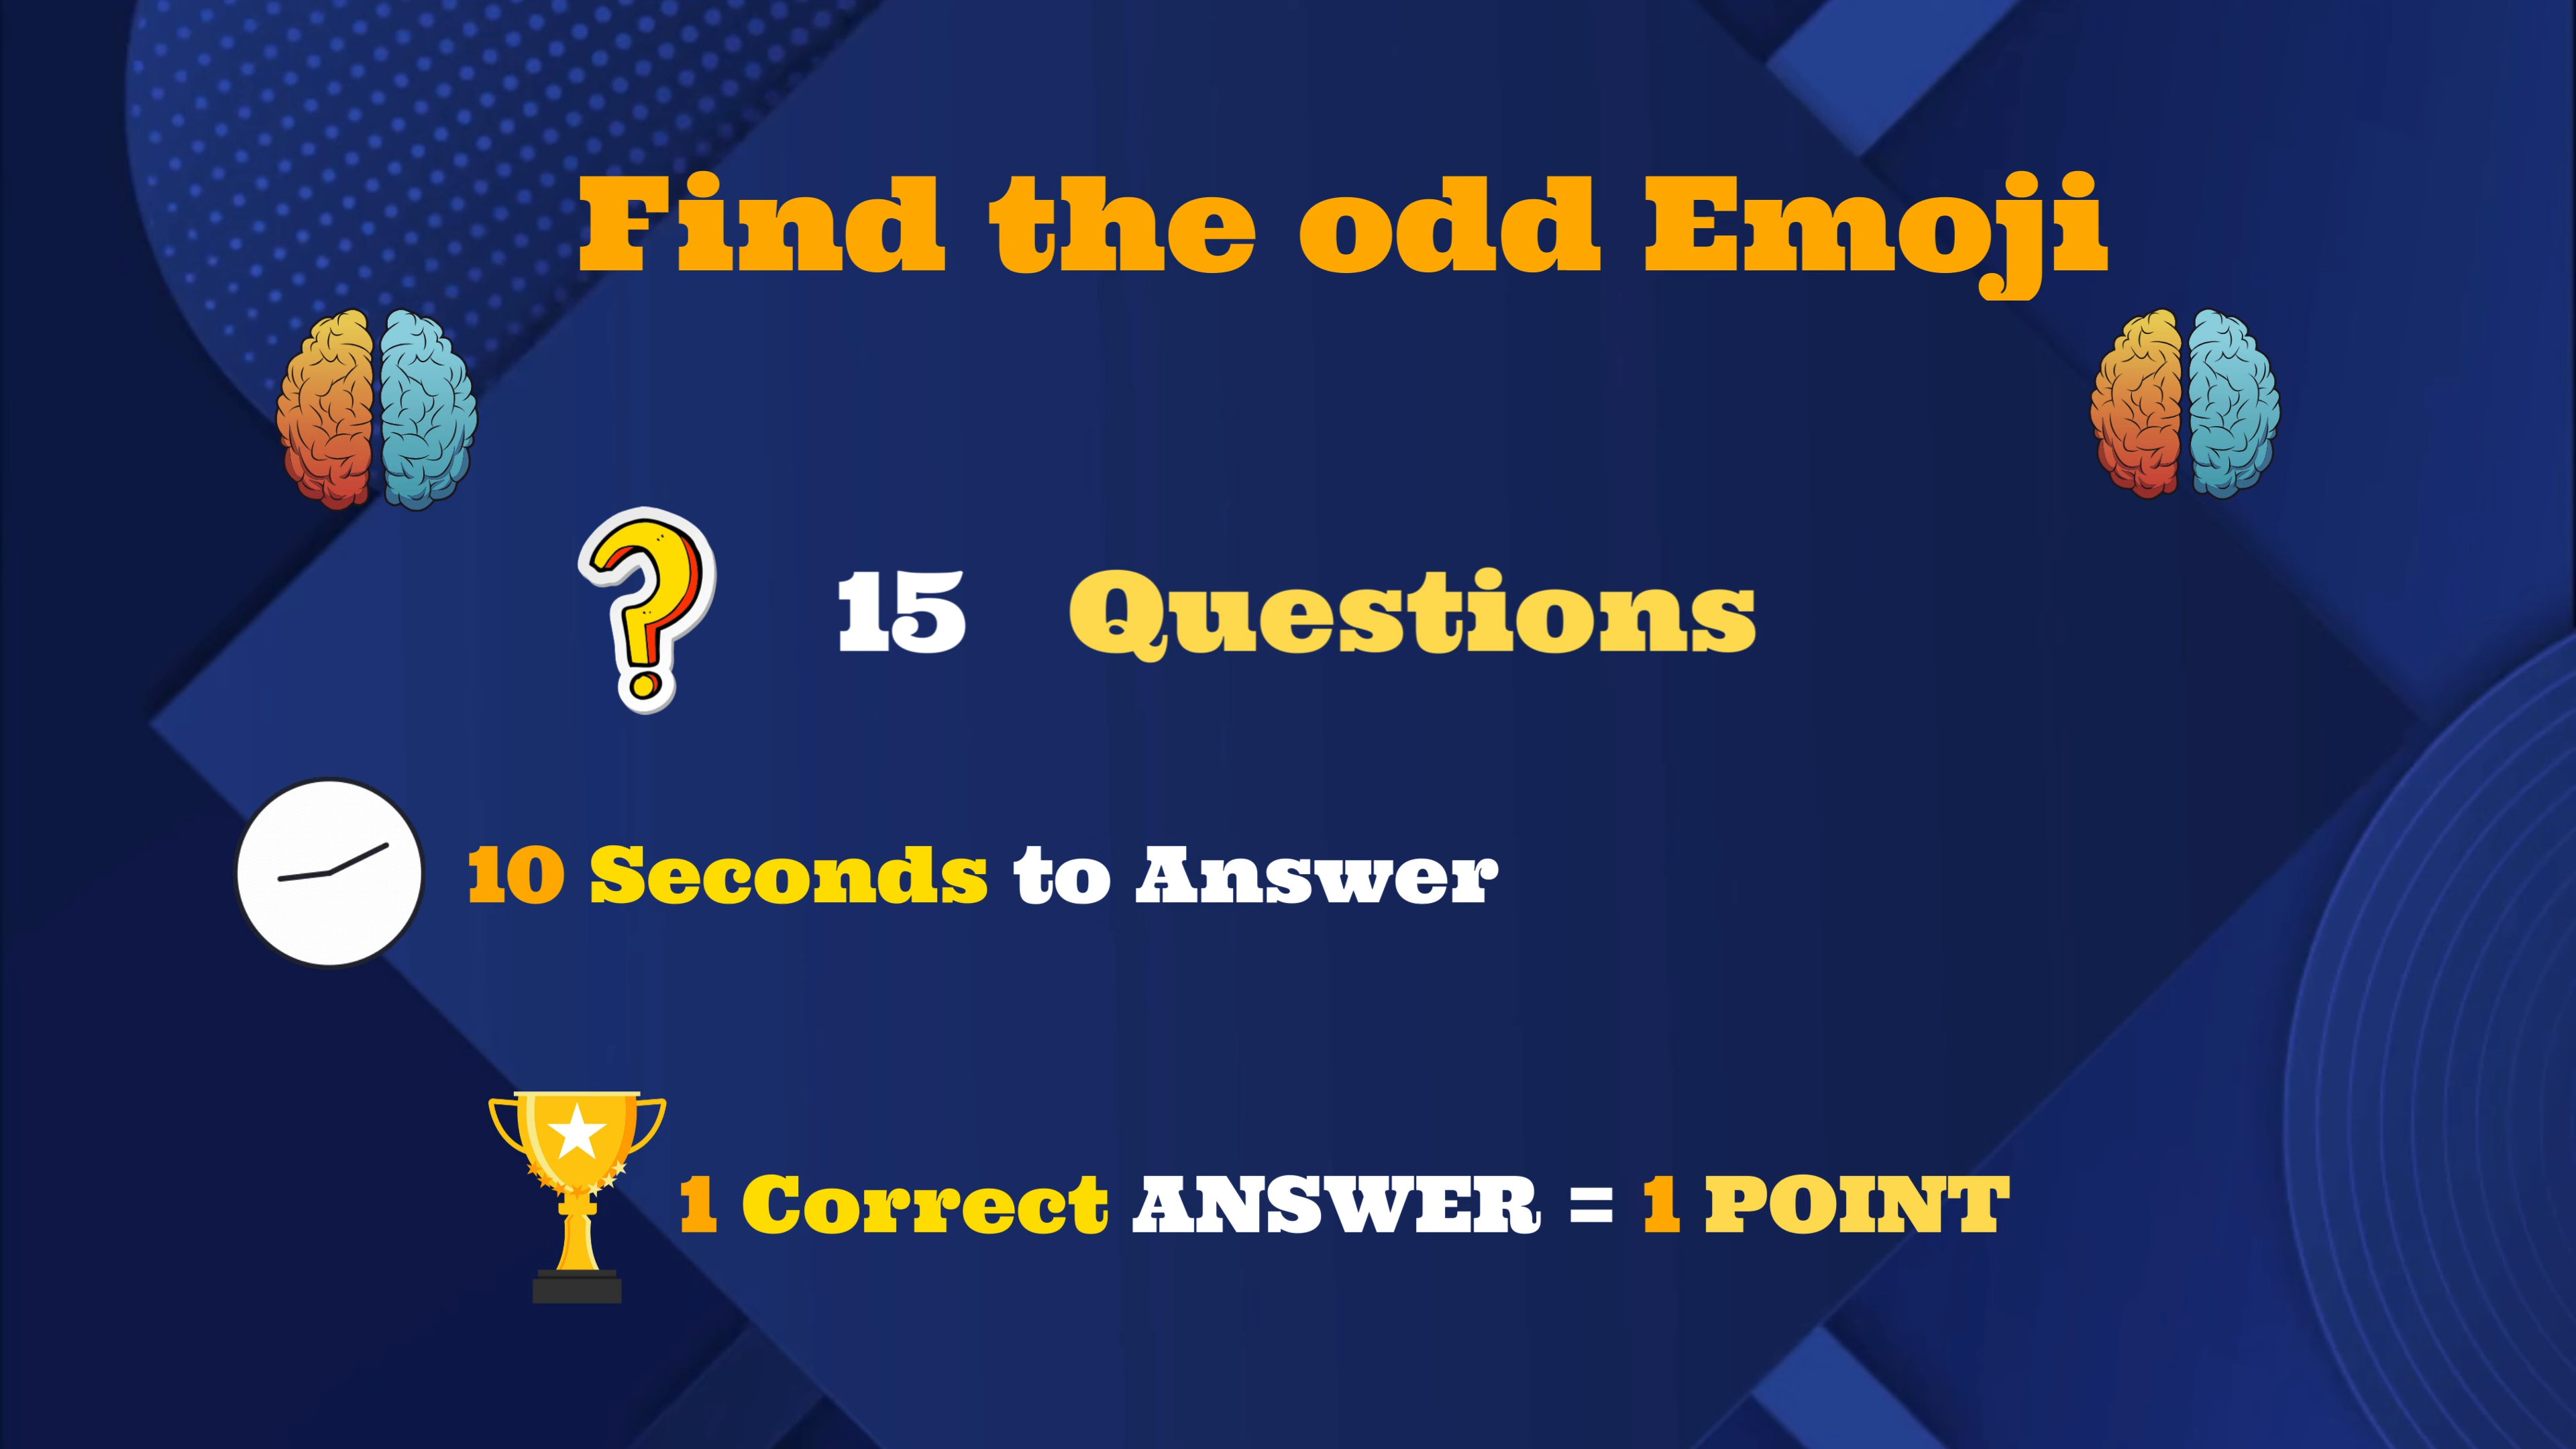 Find the odd Emoji
15 Questions
10 Seconds to Answer
1 Correct ANSWER = 1 POINT